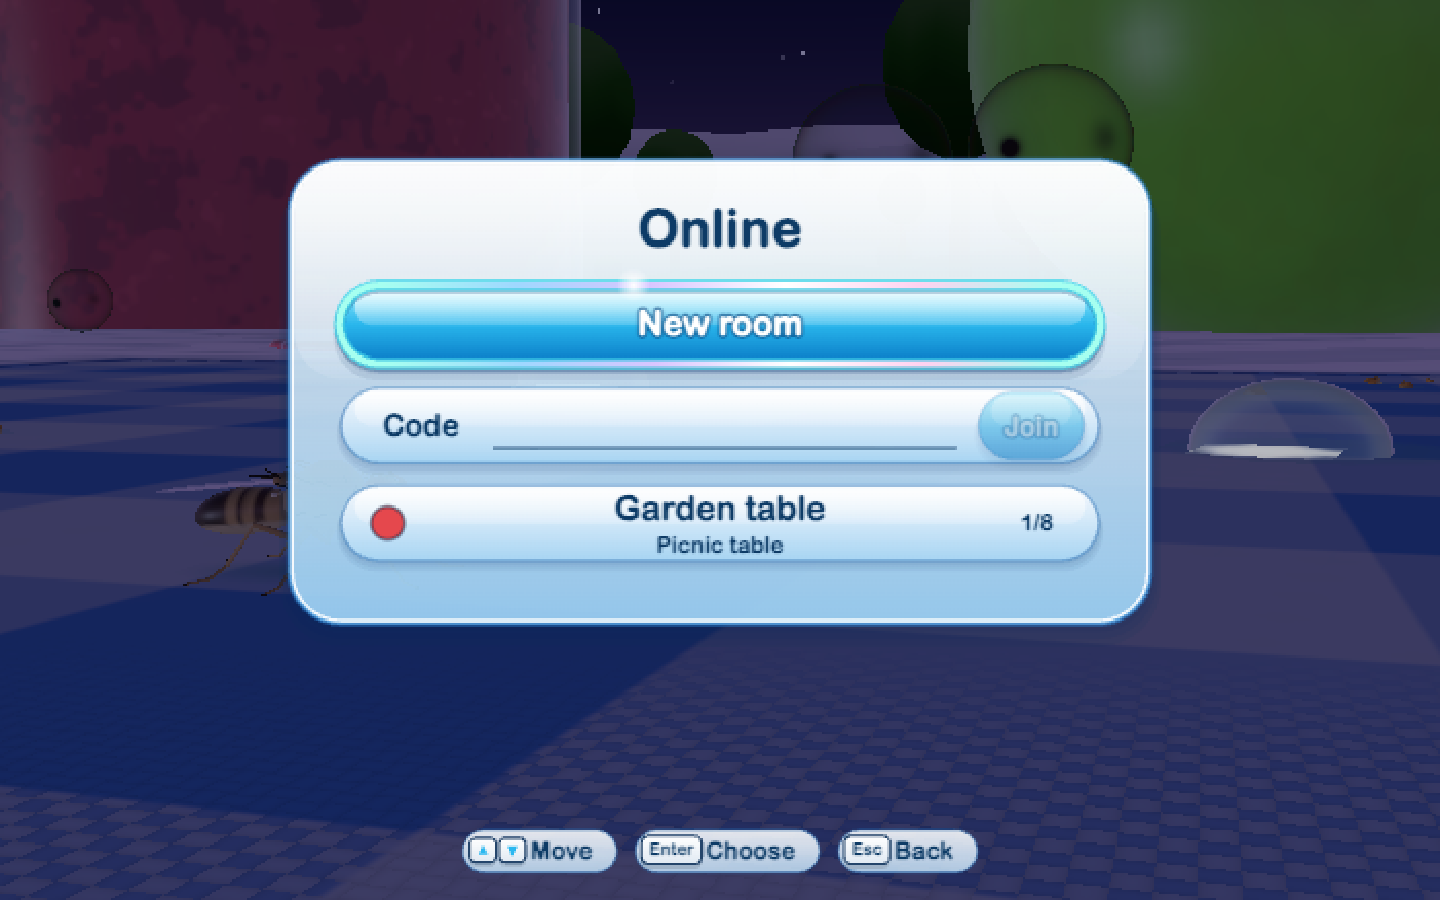 Online
New room
Code
Join
Garden table
Picnic table
1/8
▲ ▼ Move
Enter Choose
Esc Back